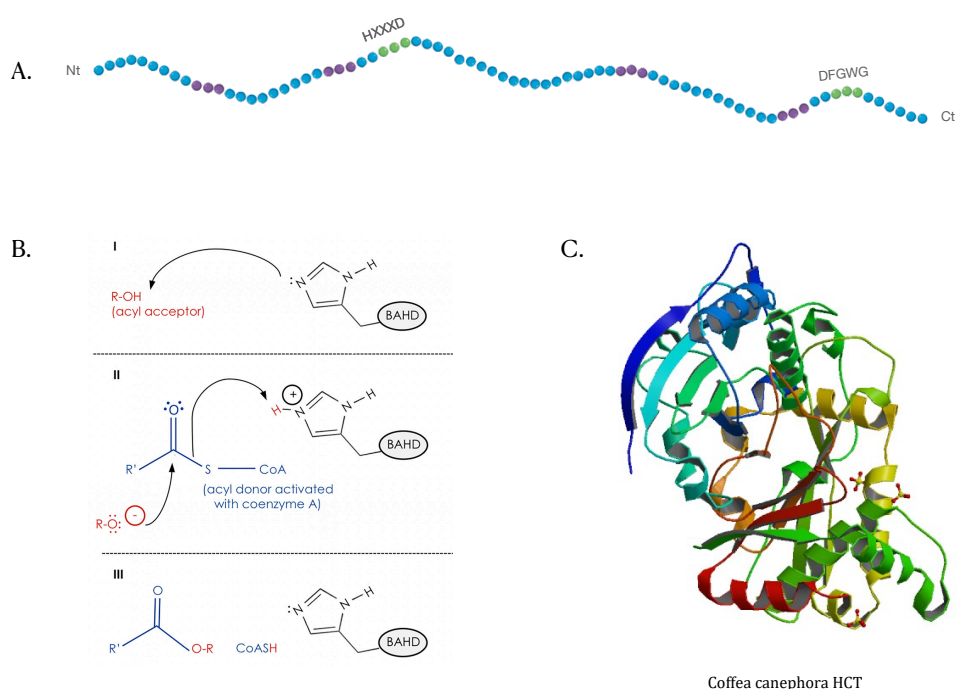 A.
Nt
HXXXD
DFGWG
Ct
B.
I
R-OH
(acyl acceptor)
N
N
H
BAHD
II
O
R'
S
CoA
(acyl donor activated
with coenzyme A)
R-O:
-
H
+
N
N
H
BAHD
III
O
R'
O-R
CoASH
N
N
H
BAHD
C.
Coffea canephora HCT